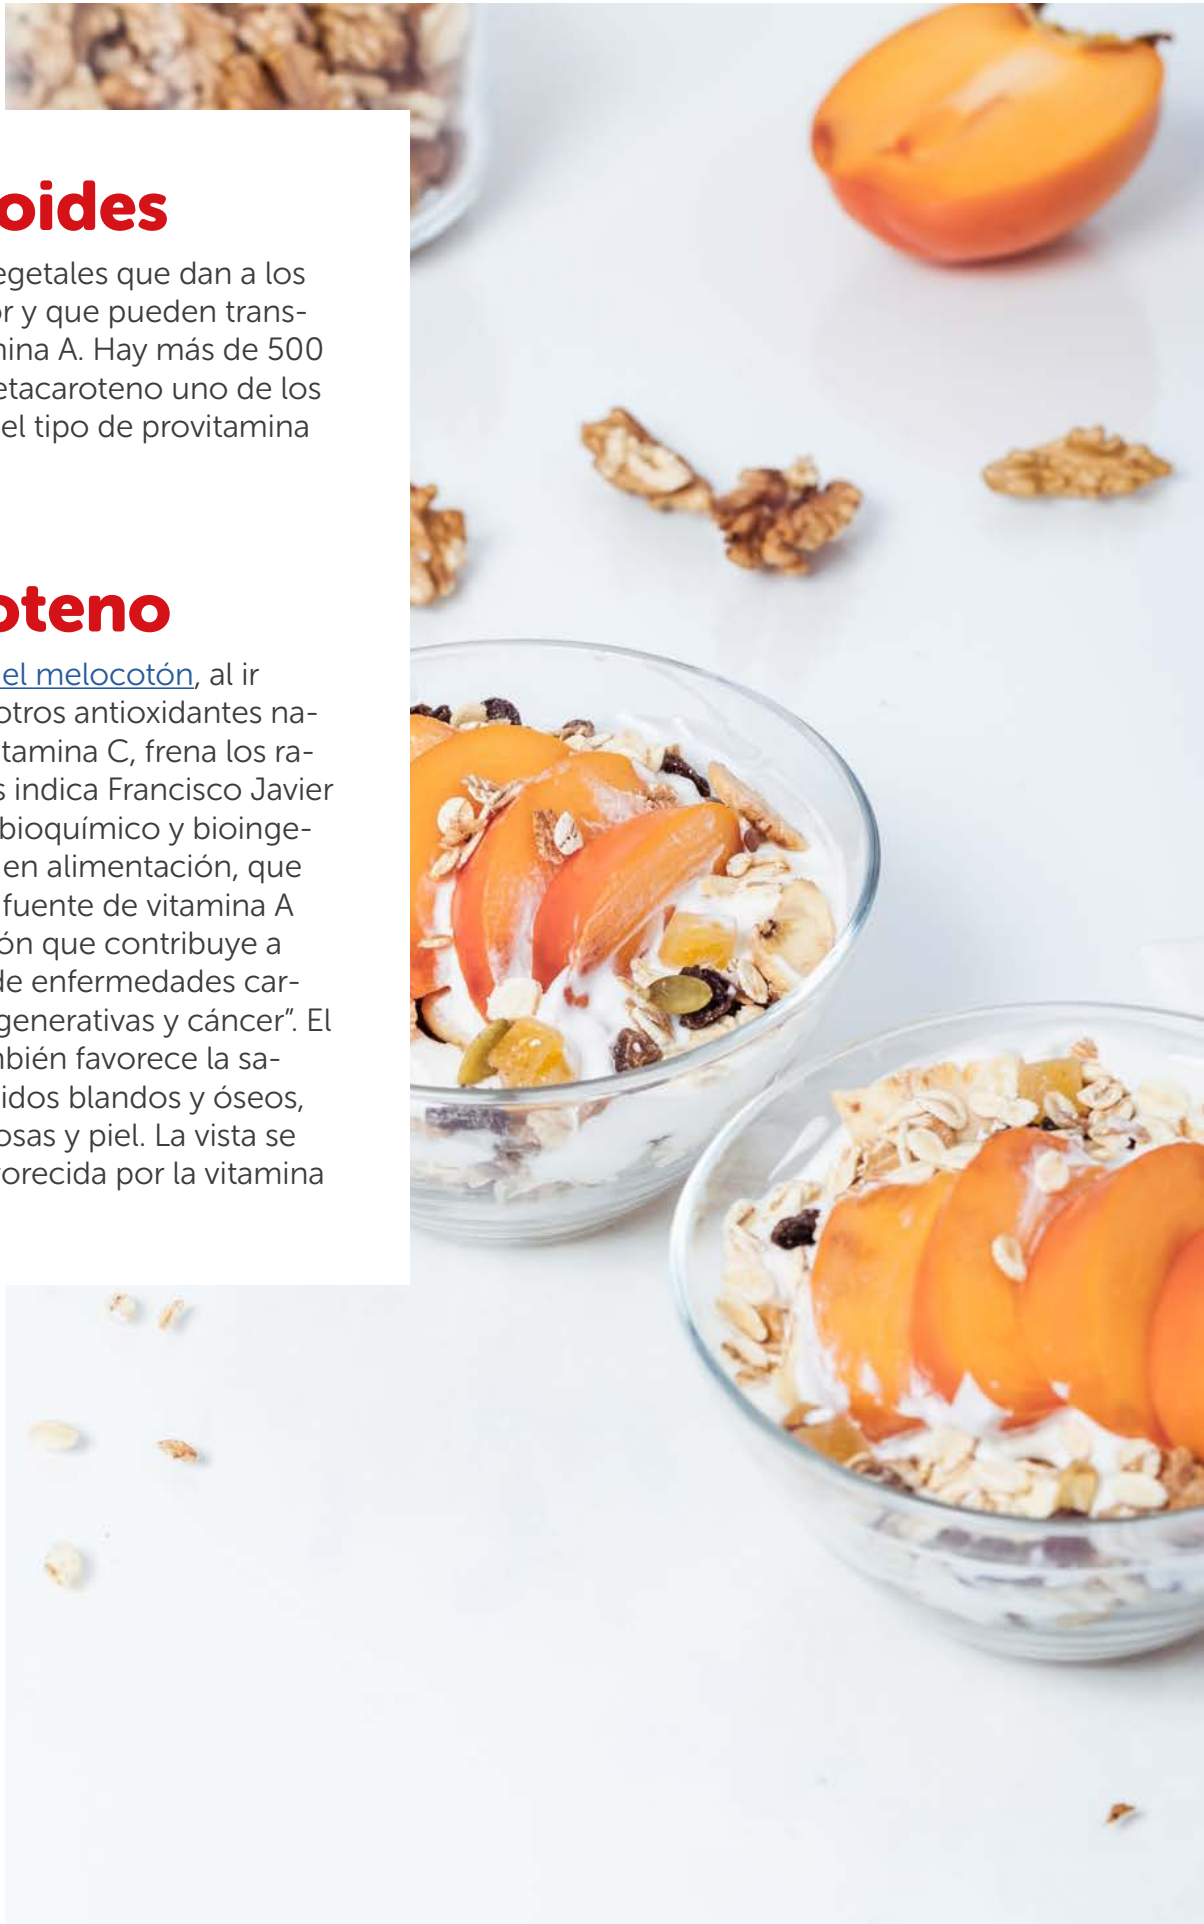 oides
egetales que dan a los
r y que pueden trans-
nina A. Hay más de 500
etacaroteno uno de los
el tipo de provitamina
oteno
el melocotón, al ir
otros antioxidantes na-
tamina C, frena los ra-
s indica Francisco Javier
bioquímico y bioinge-
en alimentación, que
fuente de vitamina A
ón que contribuye a
de enfermedades car-
generativas y cáncer”. El
mbién favorece la sa-
idos blandos y óseos,
osas y piel. La vista se
orecida por la vitamina